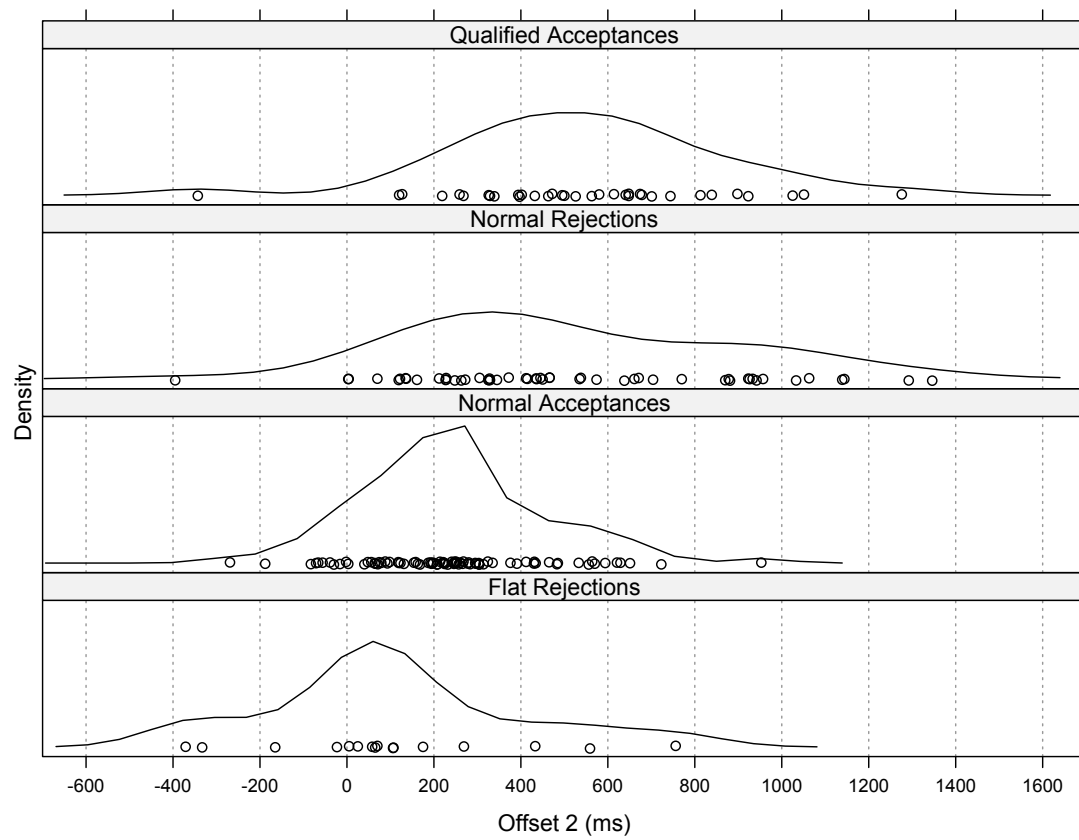 Qualified Acceptances
Normal Rejections
Normal Acceptances
Flat Rejections
Density
-600 -400 -200 0 200 400 600 800 1000 1200 1400 1600
Offset 2 (ms)